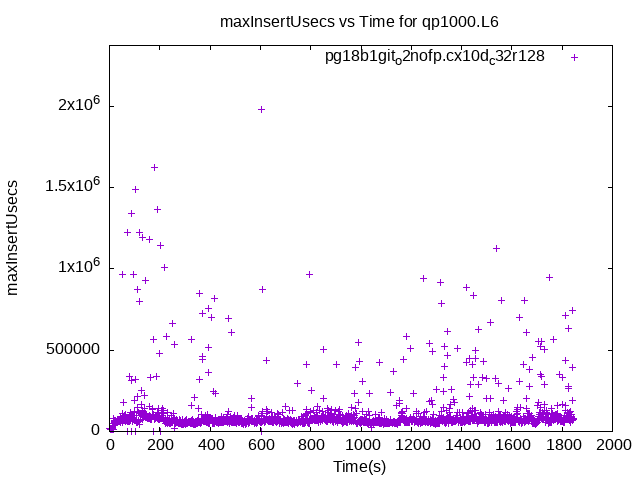 maxInsertUsecs vs Time for qp1000.L6
pg18b1git_o2nofp.cx10d_c32r128
2x10^6
1.5x10^6
1x10^6
500000
0
maxInsertUsecs
0 200 400 600 800 1000 1200 1400 1600 1800 2000
Time(s)